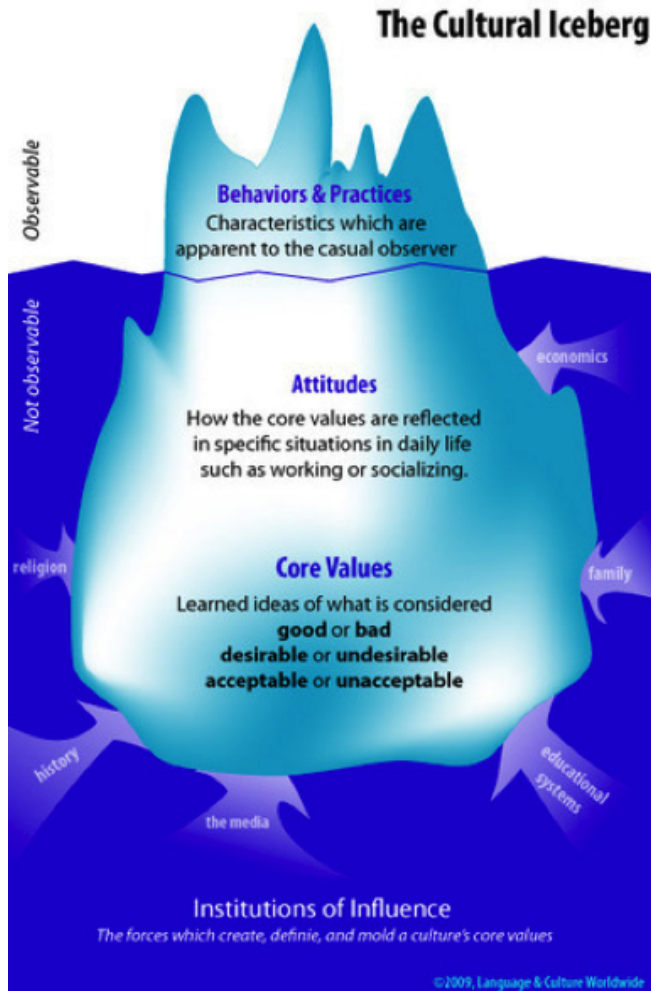 The Cultural Iceberg
Observable
Behaviors & Practices
Characteristics which are
apparent to the casual observer
Not observable
economics
Attitudes
How the core values are reflected
in specific situations in daily life
such as working or socializing.
religion
family
Core Values
Learned ideas of what is considered
good or bad
desirable or undesirable
acceptable or unacceptable
history
the media
educational
systems
Institutions of Influence
The forces which create, definie, and mold a culture's core values
©2009, Language & Culture Worldwide